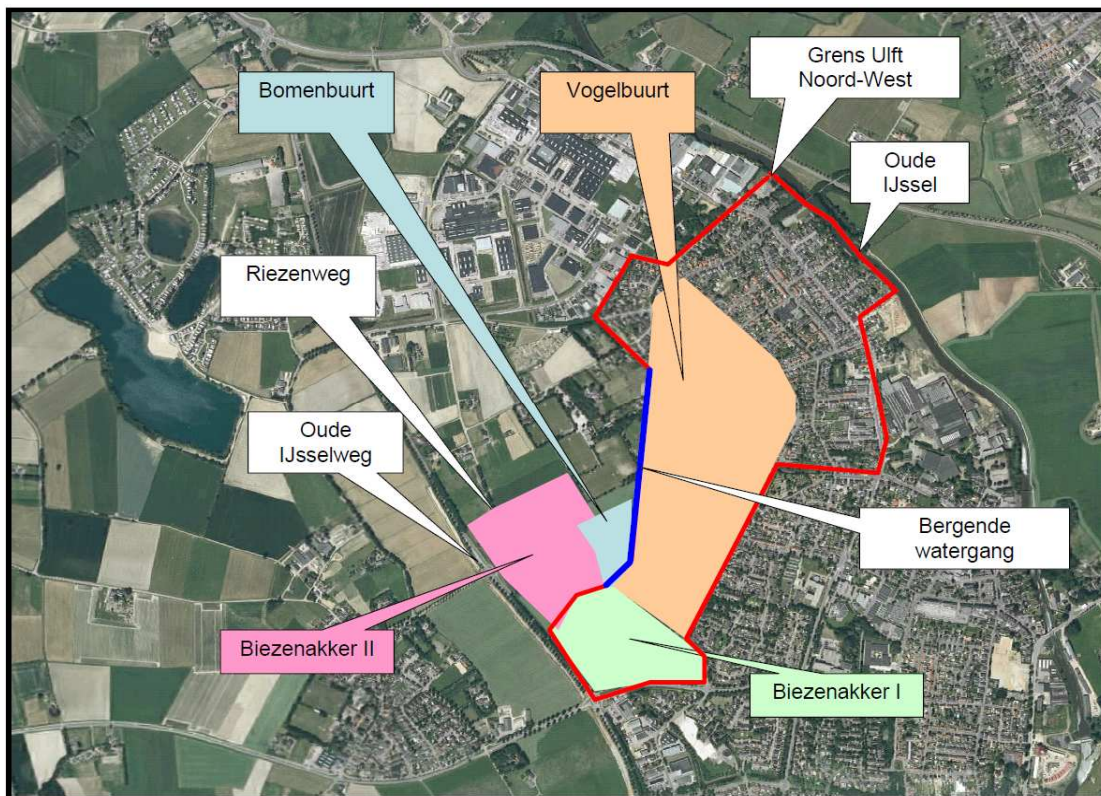 Grens Ulft
Noord-West
Bomenbuurt
Vogelbuurt
Oude
IJssel
Riezenweg
Oude
IJsselweg
Bergende
watergang
Biezenakker II
Biezenakker I